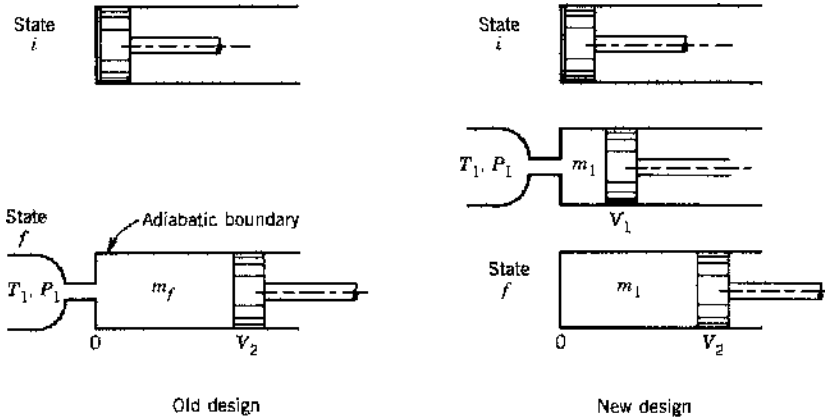 State
i
State
i
T₁, P₁
m₁
V₁
State
f
Adiabatic boundary
T₁, P₁
m_f
0
V₂
State
f
m₁
0
V₂
Old design
New design